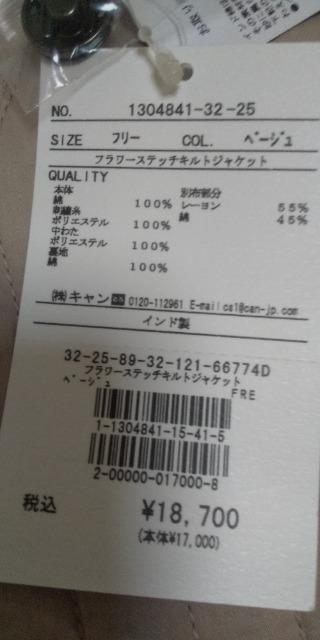 お取り
NO. 1304841-32-25
SIZE フリー COL. ベージュ
フラワーステッチキルトジャケット
QUALITY
本体 別布部分
綿 100% レーヨン 55%
刺繍糸 綿 45%
ポリエステル 100%
中わた
ポリエステル 100%
裏地
綿 100%
㈱キャン 0120-112961 E-mail cs1@can-jp.com
インド製
32-25-89-32-121-66774D
フラワーステッチキルトジャケット
ベージュ FRE
1-1304841-15-41-5
2-00000-017000-8
税込 ¥18,700
(本体¥17,000)